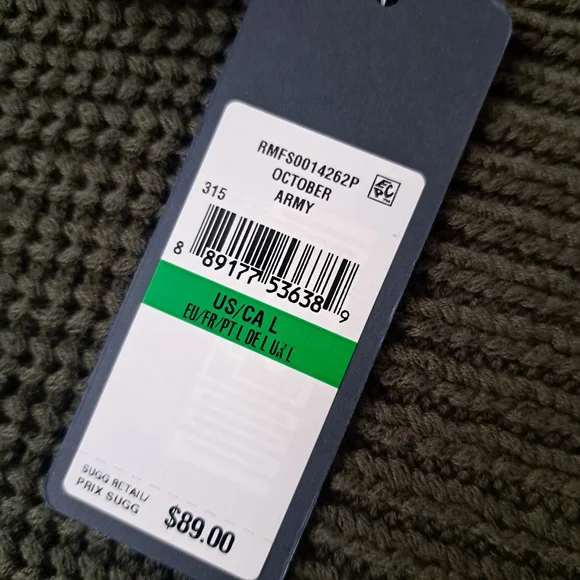 RMFS0014262P
OCTOBER
ARMY
EPC
315
8 89177 53638 9
US/CA L
EU/FR/PT L DE L UK L
SUGG RETAIL/
PRIX SUGG
$89.00